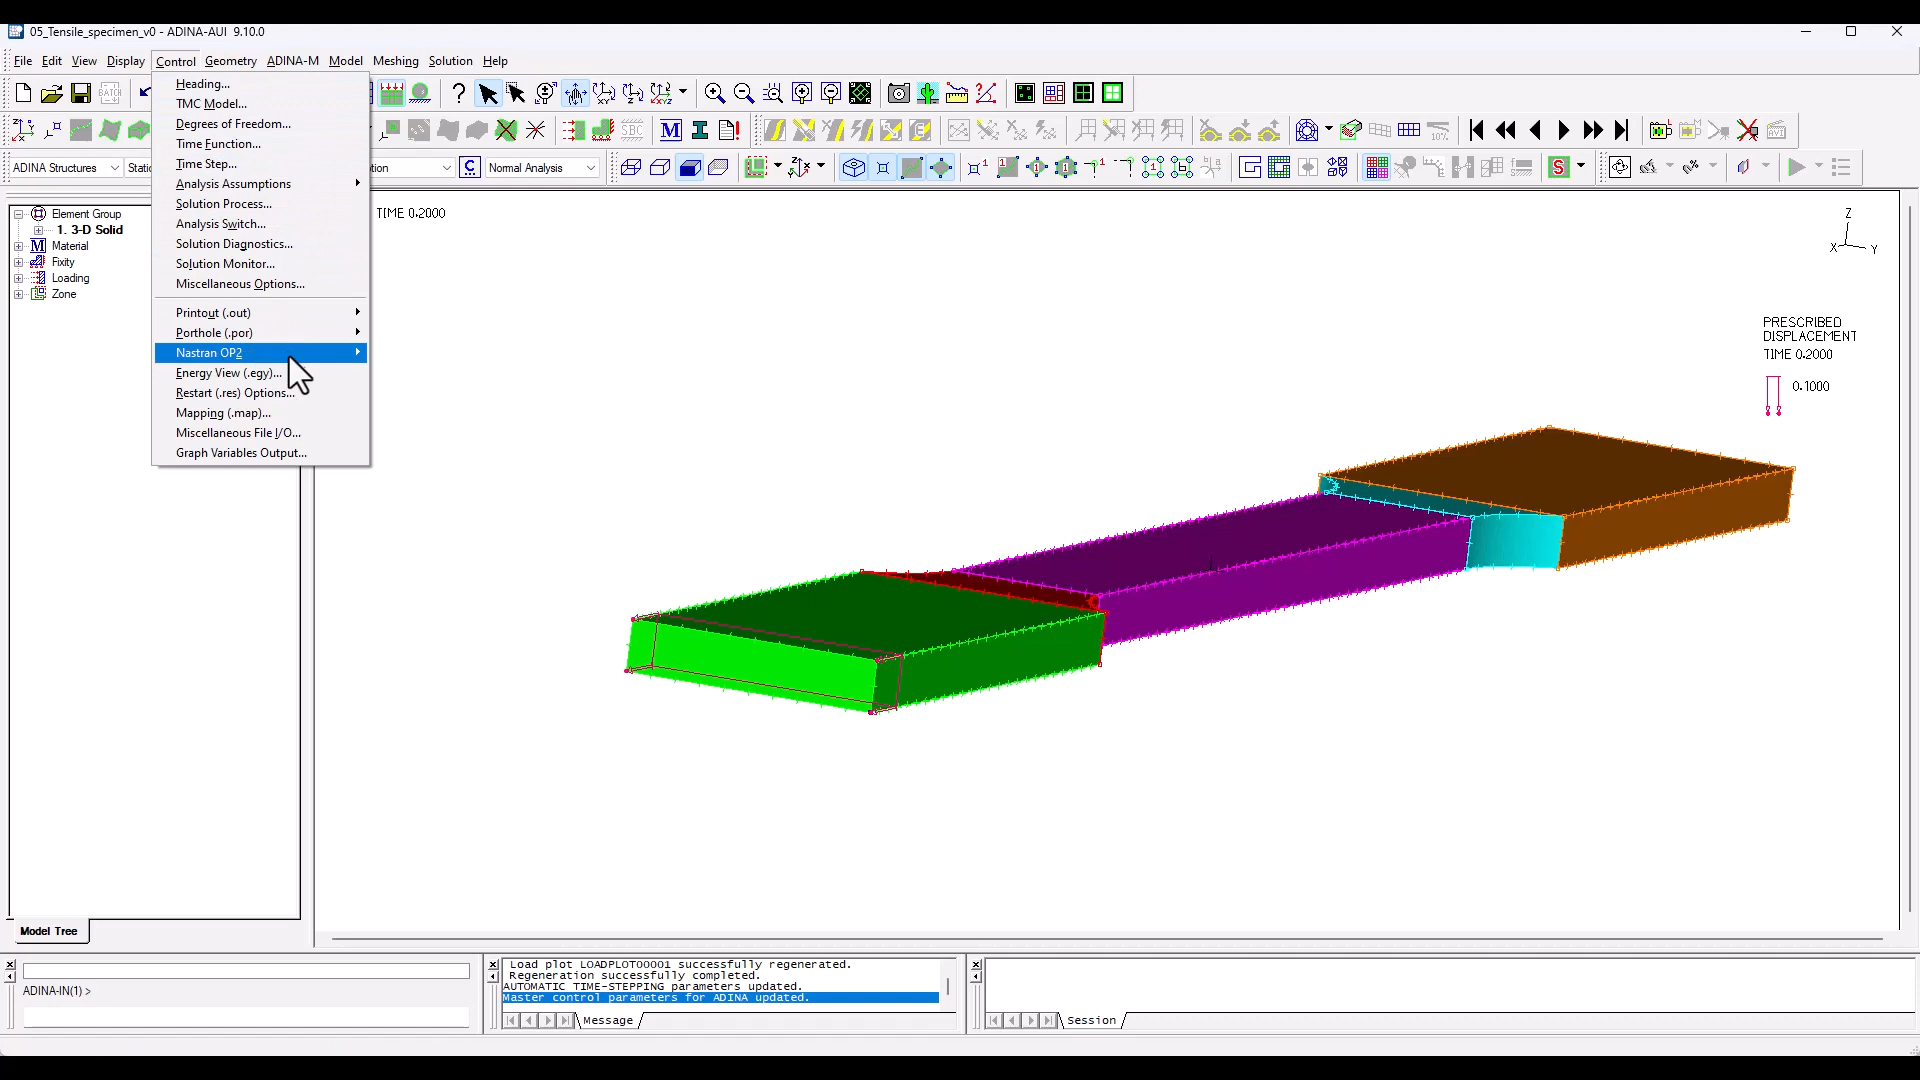 05_Tensile_specimen_v0 - ADINA-AUI 9.10.0
File Edit View Display Control Geometry ADINA-M Model Meshing Solution Help
ADINA Structures
Normal Analysis
Element Group
1. 3-D Solid
Material
Fixity
Loading
Zone
Heading...
TMC Model...
Degrees of Freedom...
Time Function...
Time Step...
Analysis Assumptions
Solution Process...
Analysis Switch...
Solution Diagnostics...
Solution Monitor...
Miscellaneous Options...
Printout (.out)
Porthole (.por)
Nastran OP2
Energy View (.egy)...
Restart (.res) Options...
Mapping (.map)...
Miscellaneous File I/O...
Graph Variables Output...
TIME 0.2000
Z
X
Y
PRESCRIBED
DISPLACEMENT
TIME 0.2000
0.1000
Model Tree
ADINA-IN(1) >
Load plot LOADPLOT00001 successfully regenerated.
Regeneration successfully completed.
AUTOMATIC TIME-STEPPING parameters updated.
Master control parameters for ADINA updated.
Message
Session